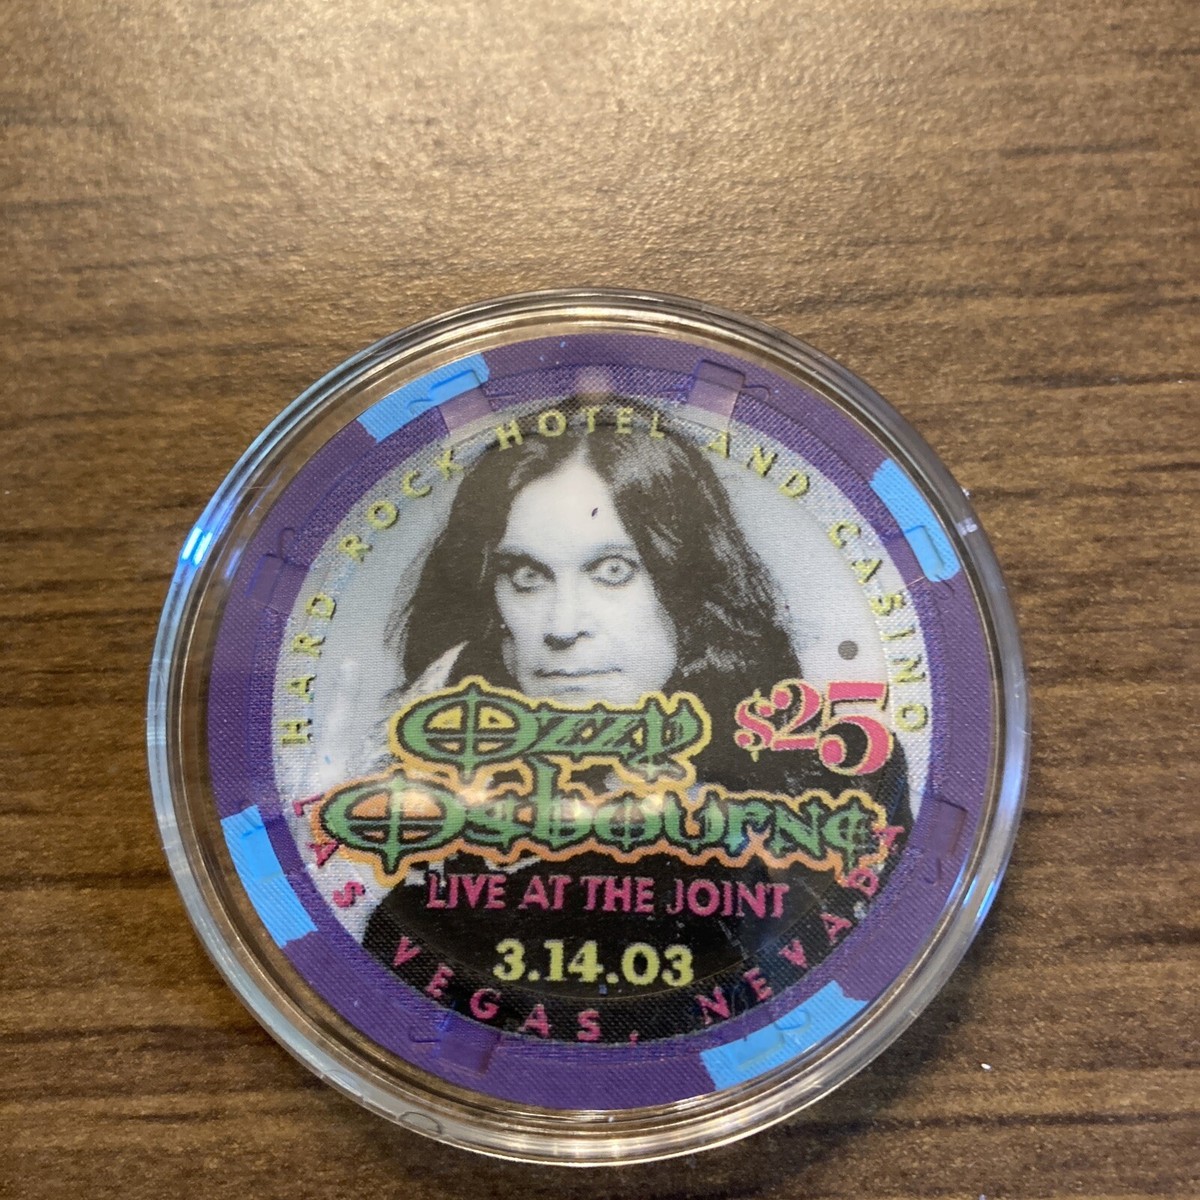 HARD ROCK HOTEL AND CASINO
$25
Ozzy
Osbourne
LIVE AT THE JOINT
3.14.03
LAS VEGAS, NEVADA